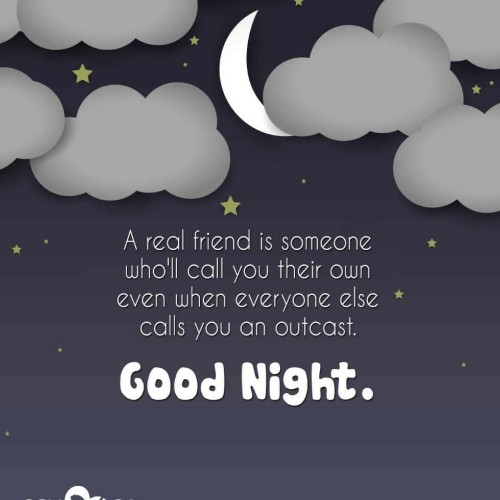 A real friend is someone
who'll call you their own
even when everyone else
calls you an outcast.
Good Night.